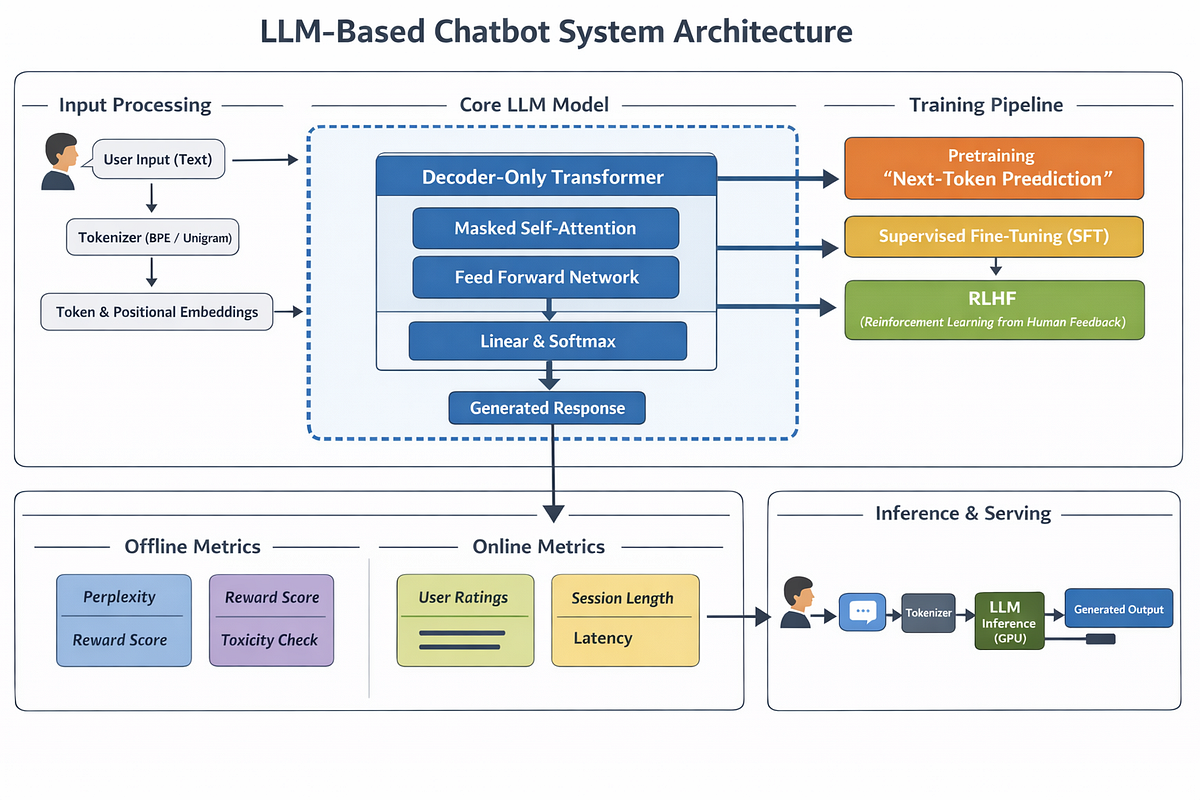 LLM-Based Chatbot System Architecture
Input Processing
User Input (Text)
Tokenizer (BPE / Unigram)
Token & Positional Embeddings
Core LLM Model
Decoder-Only Transformer
Masked Self-Attention
Feed Forward Network
Linear & Softmax
Generated Response
Training Pipeline
Pretraining
“Next-Token Preediction”
Supervised Fine-Tuning (SFT)
RLHF
(Reinforcement Learning from Human Feedback)
Offline Metrics
Perplexity
Reward Score
Reward Score
Toxicity Check
Online Metrics
User Ratings
Session Length
Latency
Inference & Serving
Tokenizer
LLM
Inference
(GPU)
Generated Output